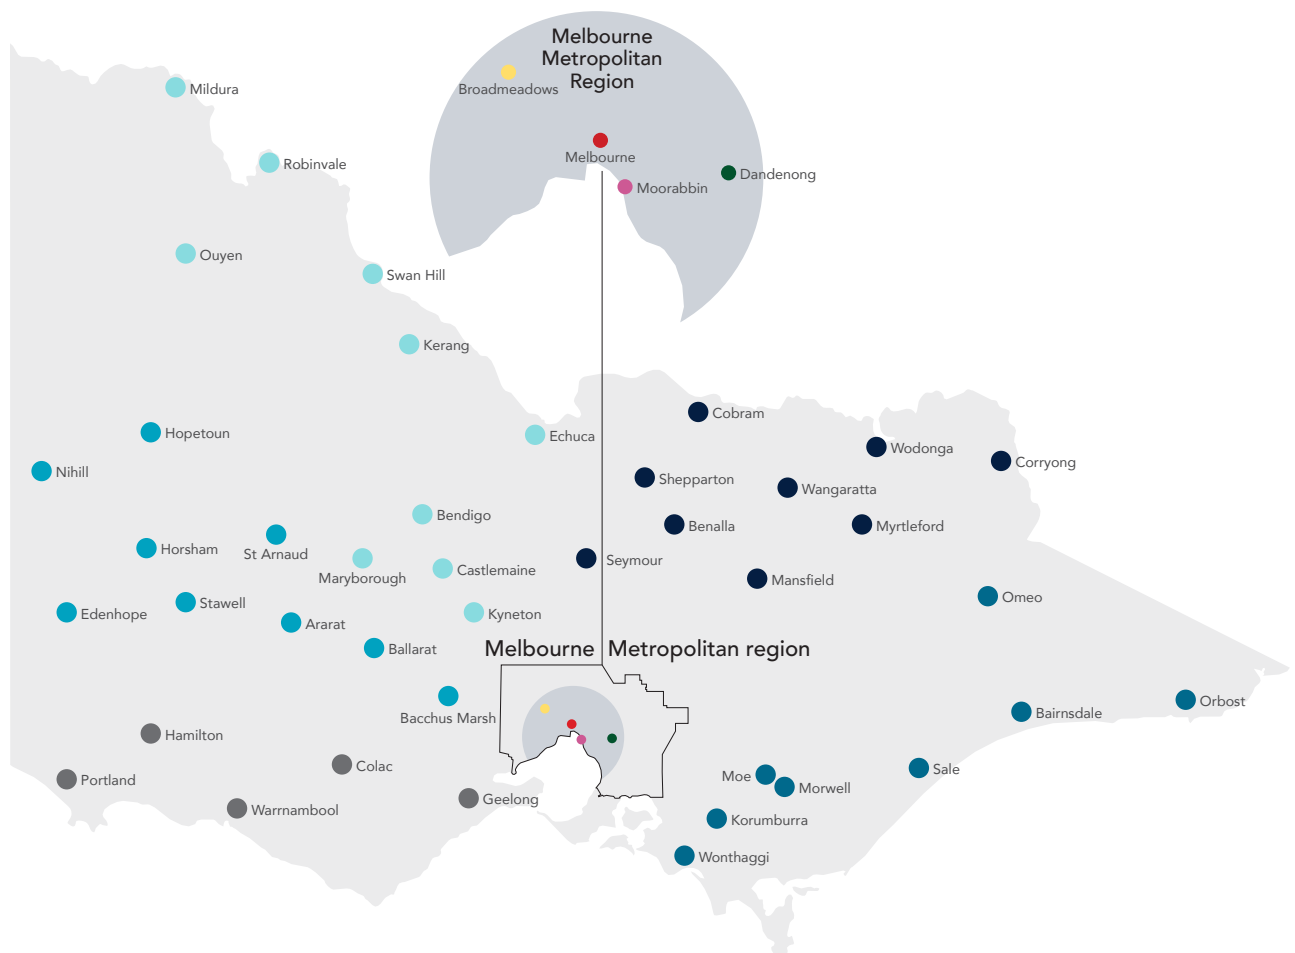 Melbourne
Metropolitan
Region
Broadmeadows
Melbourne
Moorabbin
Dandenong
Mildura
Robinvale
Ouyen
Swan Hill
Kerang
Echuca
Hopetoun
Nihill
Horsham
St Arnaud
Edenhope
Stawell
Ararat
Ballarat
Bacchus Marsh
Bendigo
Maryborough
Castlemaine
Kyneton
Cobram
Wodonga
Corryong
Shepparton
Wangaratta
Benalla
Myrtleford
Seymour
Mansfield
Omeo
Melbourne Metropolitan region
Orbost
Bairnsdale
Sale
Moe
Morwell
Korumburra
Wonthaggi
Hamilton
Portland
Colac
Warrnambool
Geelong